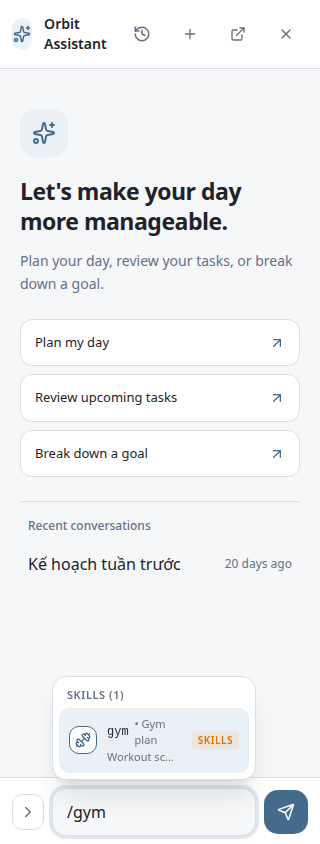 Orbit
Assistant
Let's make your day
more manageable.
Plan your day, review your tasks, or break
down a goal.
Plan my day
Review upcoming tasks
Break down a goal
Recent conversations
Kế hoạch tuần trước
20 days ago
SKILLS (1)
gym
• Gym
plan
Workout sc...
SKILLS
/gym